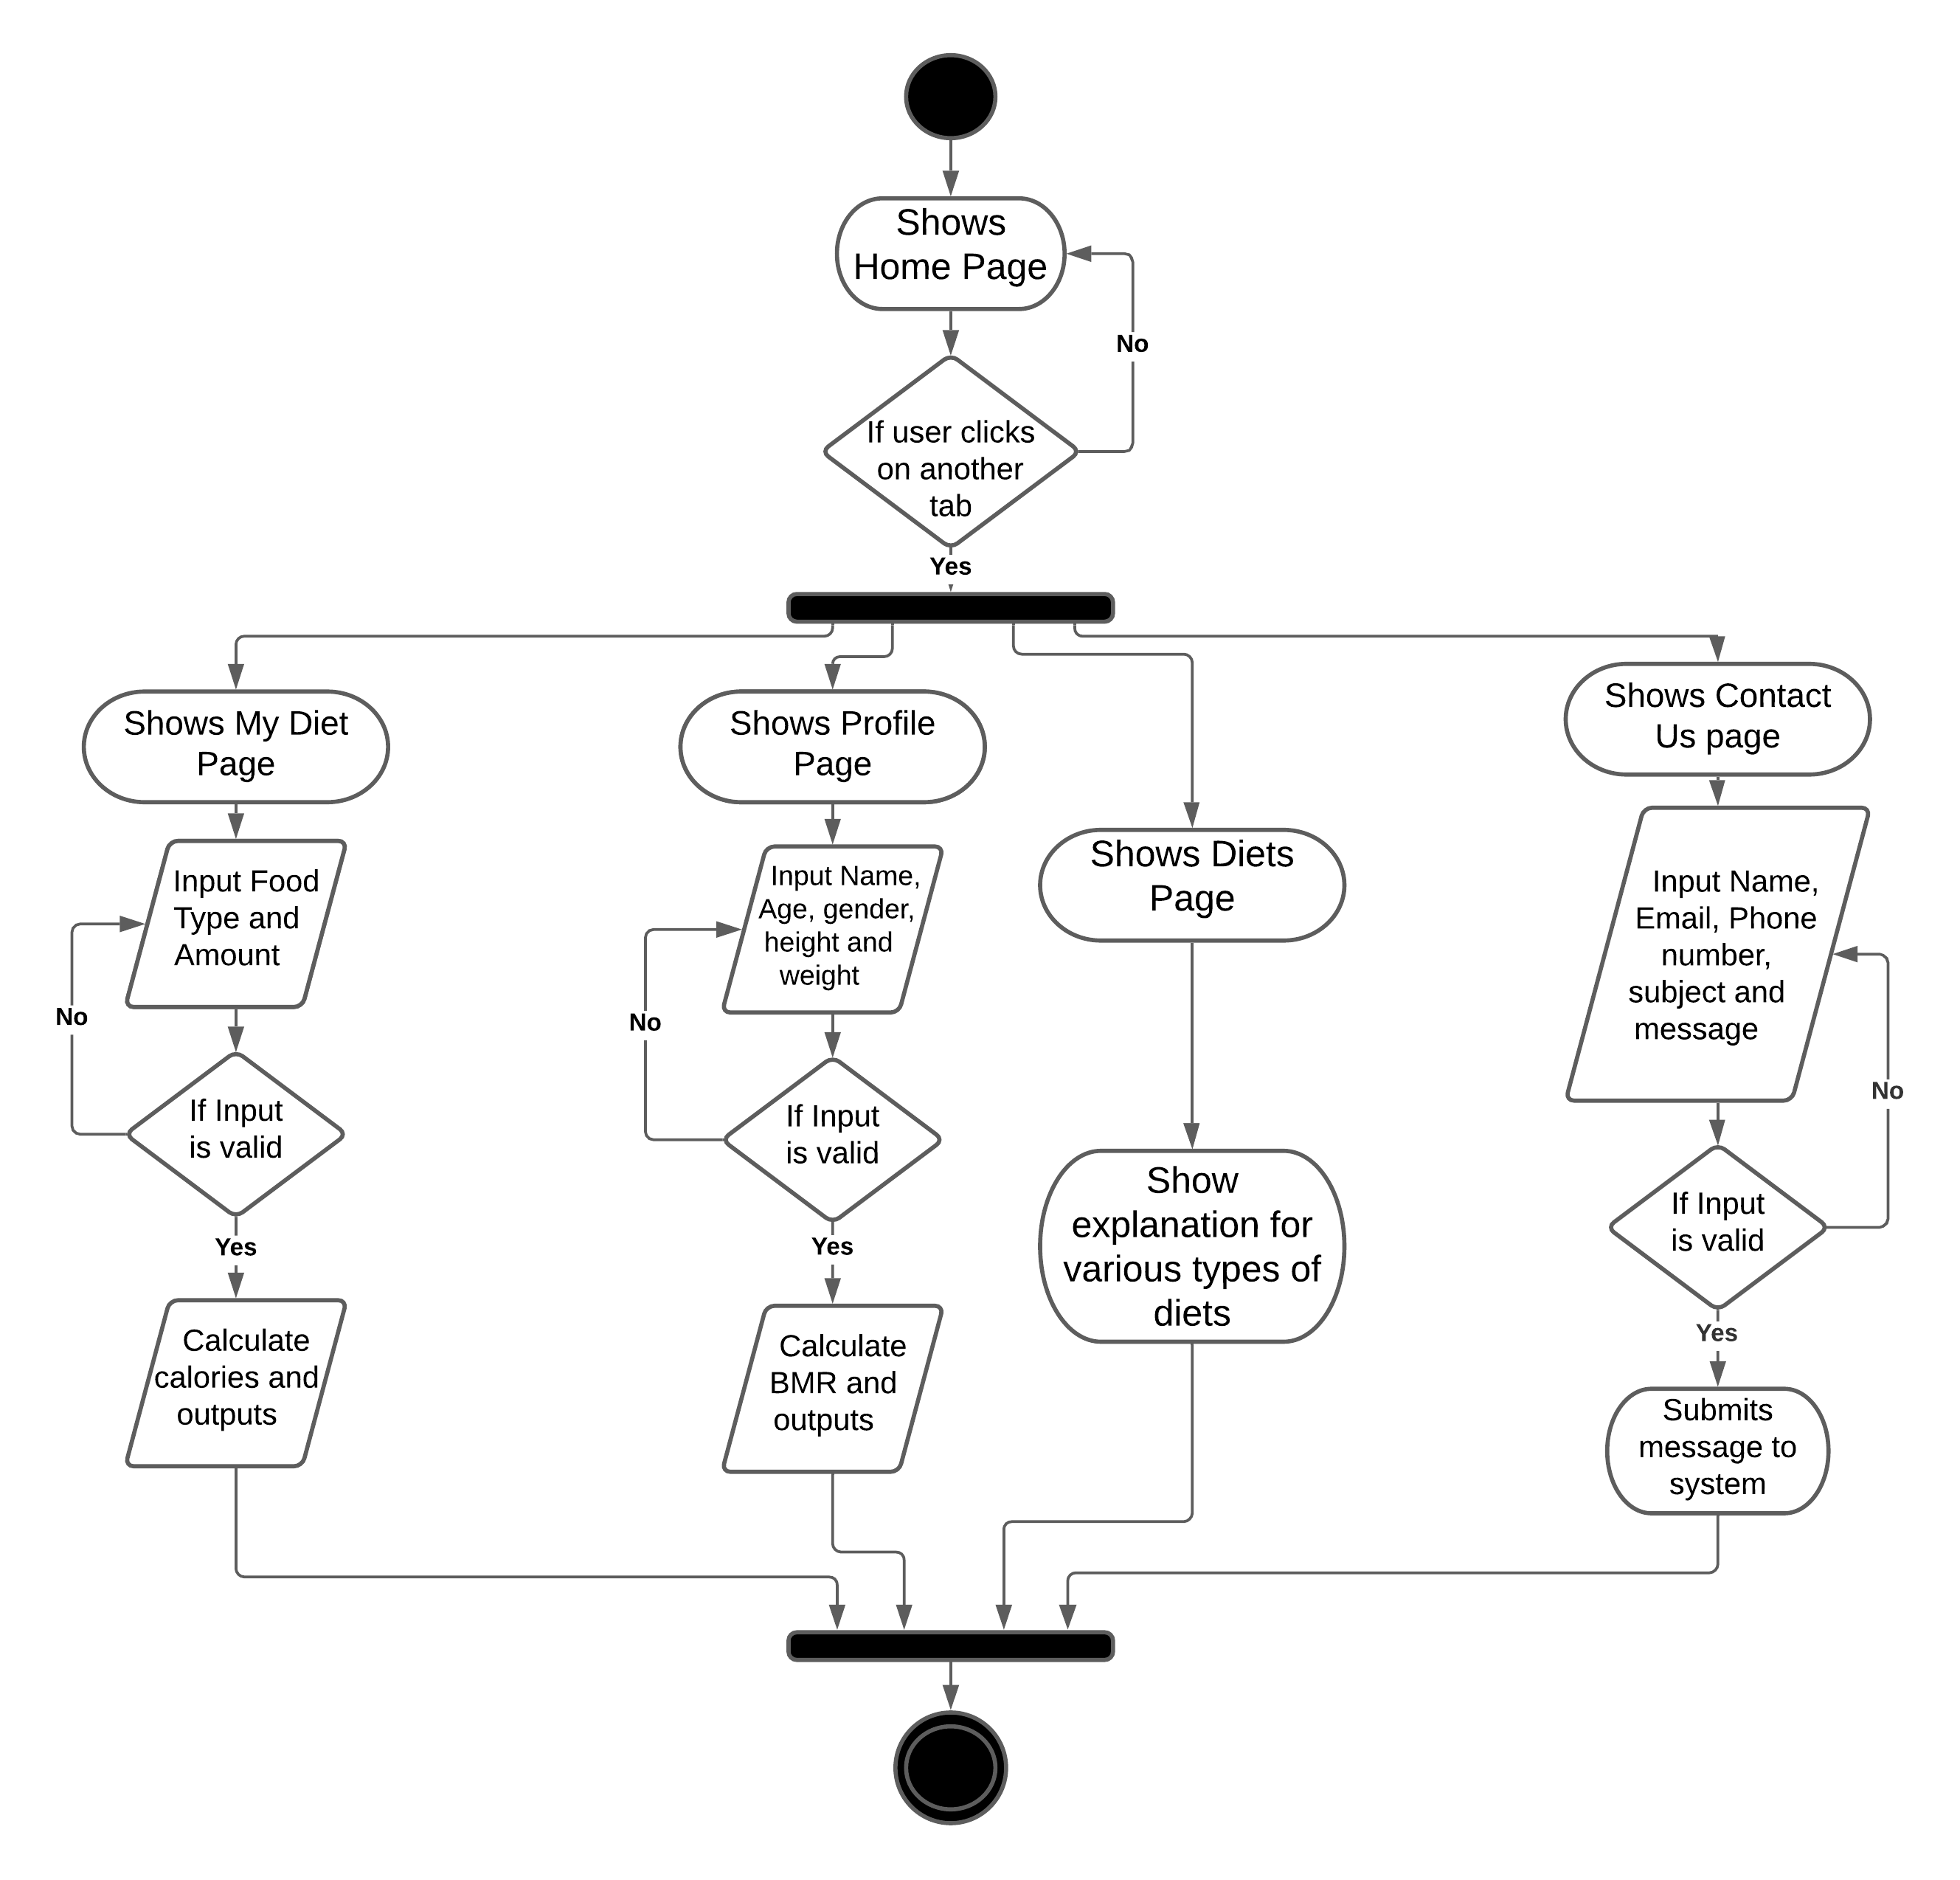 Shows
Home Page
No
If user clicks
on another
tab
Yes
Shows My Diet
Page
Input Food
Type and
Amount
No
If Input
is valid
Yes
Calculate
calories and
outputs
Shows Profile
Page
Input Name,
Age, gender,
height and
weight
No
If Input
is valid
Yes
Calculate
BMR and
outputs
Shows Diets
Page
Show
explanation for
various types of
diets
Shows Contact
Us page
Input Name,
Email, Phone
number,
subject and
message
No
If Input
is valid
Yes
Submits
message to
system